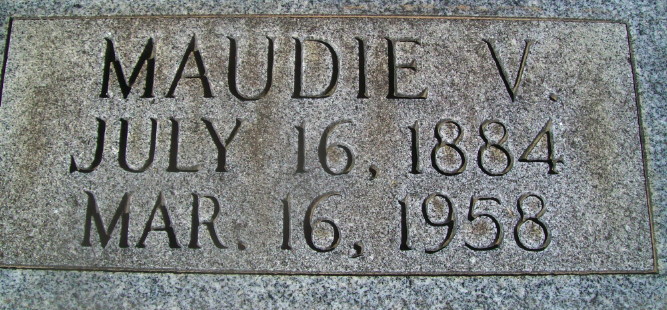 MAUDIE V.
JULY 16, 1884
MAR. 16, 1958